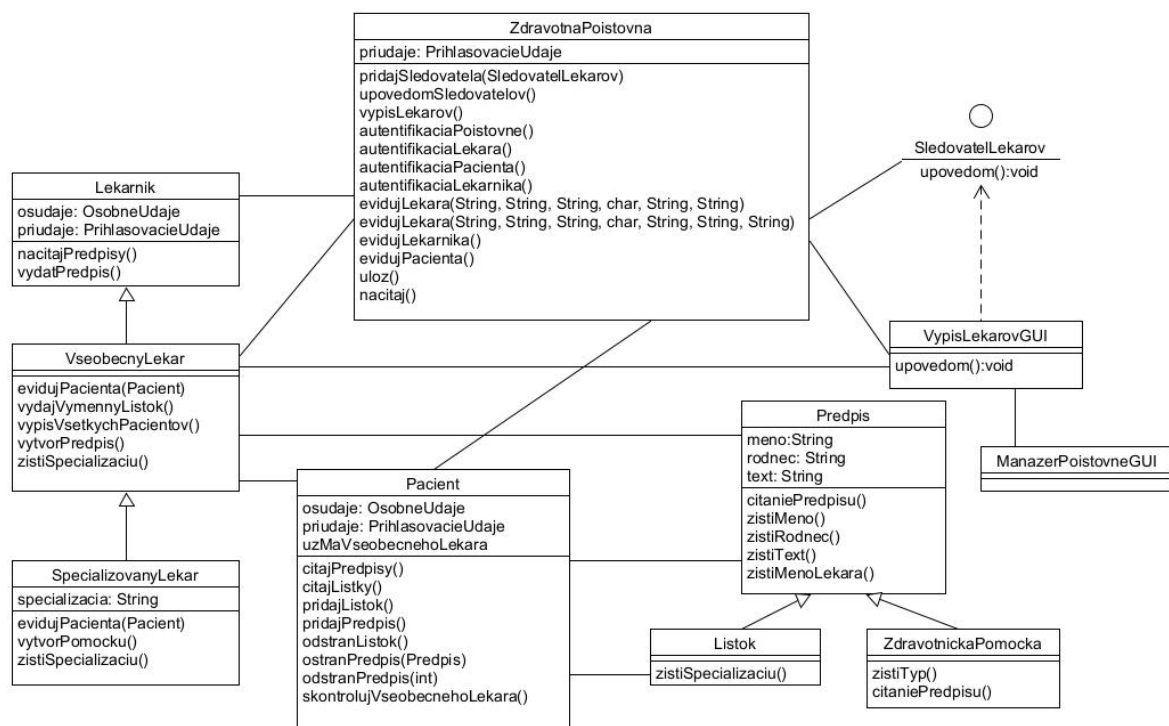 ZdravotnaPoistovna
priudaje: PrihlasovacieUdaje
pridajSledovatela(SledovatelLekarov)
upovedomSledovatelov()
vypisLekarov()
autentifikaciaPoistovne()
autentifikaciaLekara()
autentifikaciaPacienta()
autentifikaciaLekarnika()
evidujLekara(String, String, String, char, String, String)
evidujLekara(String, String, String, char, String, String, String)
evidujLekarnika()
evidujPacienta()
uloz()
nacitaj()
SledovatelLekarov
upovedom():void
Lekarnik
osudaje: OsobneUdaje
priudaje: PrihlasovacieUdaje
nacitajPredpisy()
vydatPredpis()
VseobecnyLekar
evidujPacienta(Pacient)
vydajVymennyListok()
vypisVsetkychPacientov()
vytvorPredpis()
zistiSpecializaciu()
VypisLekarovGUI
upovedom():void
ManazerPoistovneGUI
Predpis
meno:String
rodnec: String
text: String
citaniePredpisu()
zistiMeno()
zistiRodnec()
zistiText()
zistiMenoLekara()
Pacient
osudaje: OsobneUdaje
priudaje: PrihlasovacieUdaje
uzMaVseobecnehoLekara
citajPredpisy()
citajListky()
pridajListok()
pridajPredpis()
odstranListok()
ostranPredpis(Predpis)
odstranPredpis(int)
skontrolujVseobecnehoLekara()
SpecializovanyLekar
specializacia: String
evidujPacienta(Pacient)
vytvorPomocku()
zistiSpecializaciu()
Listok
zistiSpecializaciu()
ZdravotnickaPomocka
zistiTyp()
citaniePredpisu()